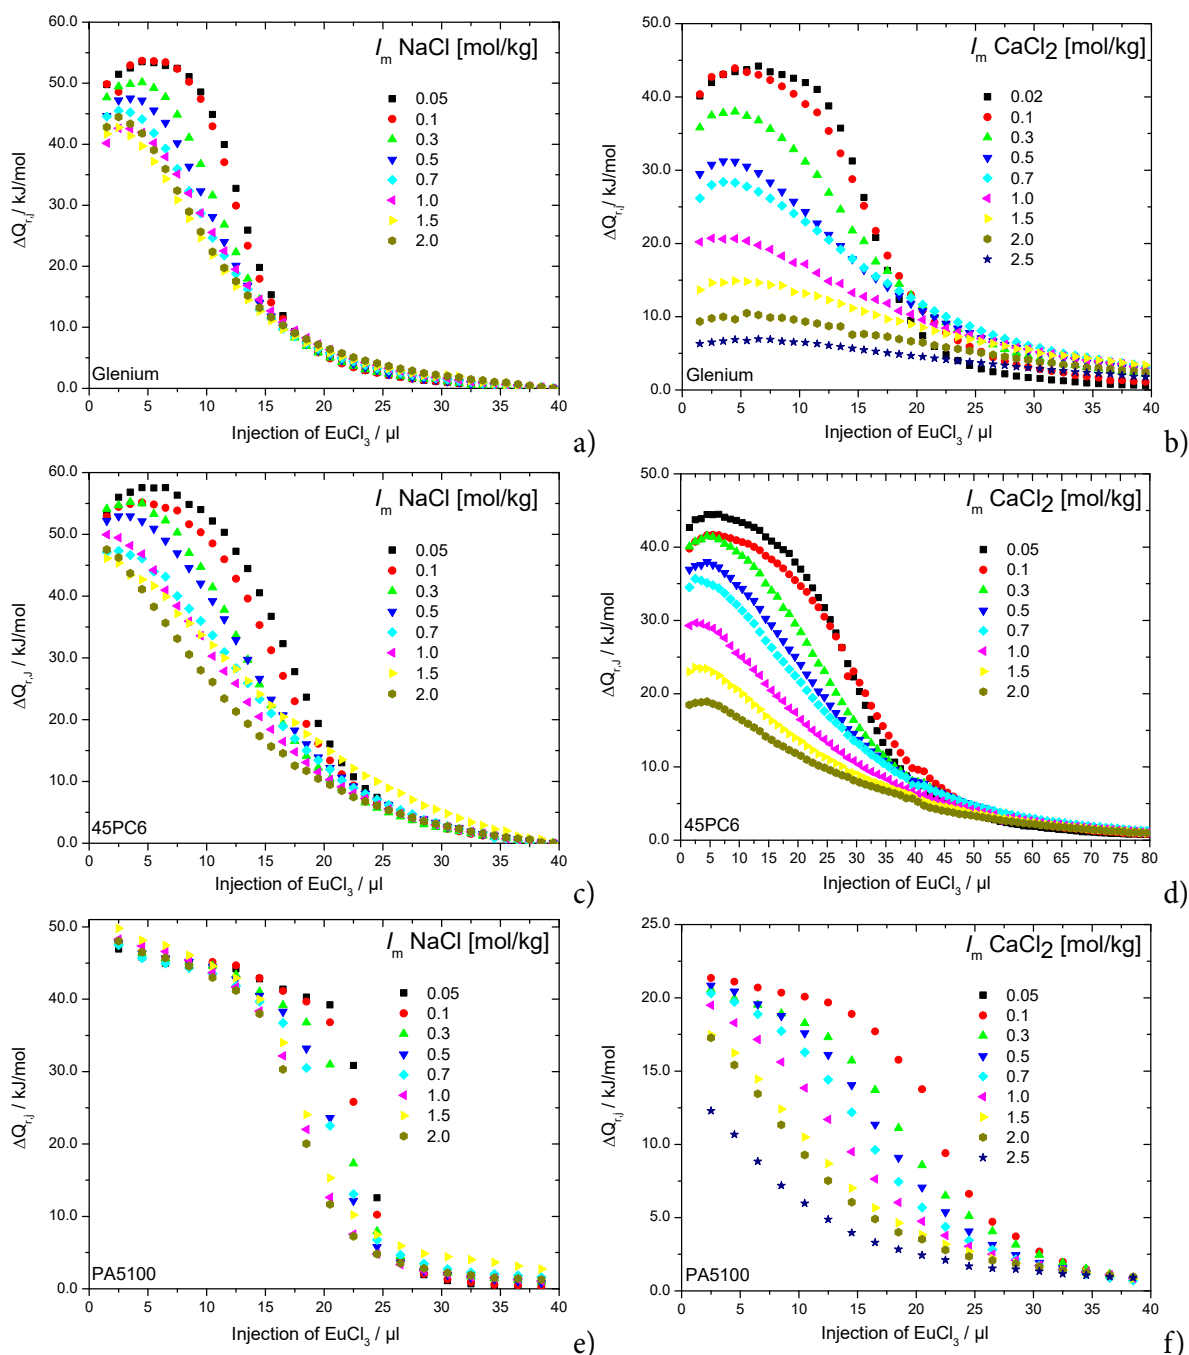 I_m NaCl [mol/kg]
0.05
0.1
0.3
0.5
0.7
1.0
1.5
2.0
60.0
50.0
40.0
30.0
20.0
10.0
0.0
ΔQ_r,j / kJ/mol
Glenium
0 5 10 15 20 25 30 35 40
Injection of EuCl₃ / µl
a)
I_m CaCl2 [mol/kg]
0.02
0.1
0.3
0.5
0.7
1.0
1.5
2.0
2.5
50.0
40.0
30.0
20.0
10.0
0.0
ΔQ_r,j / kJ/mol
Glenium
0 5 10 15 20 25 30 35 40
Injection of EuCl₃ / µl
b)
I_m NaCl [mol/kg]
0.05
0.1
0.3
0.5
0.7
1.0
1.5
2.0
60.0
50.0
40.0
30.0
20.0
10.0
0.0
ΔQ_r,J / kJ/mol
45PC6
0 5 10 15 20 25 30 35 40
Injection of EuCl₃ / µl
c)
I_m CaCl2 [mol/kg]
0.05
0.1
0.3
0.5
0.7
1.0
1.5
2.0
50.0
40.0
30.0
20.0
10.0
0.0
ΔQ_r,J / kJ/mol
45PC6
0 5 10 15 20 25 30 35 40 45 50 55 60 65 70 75 80
Injection of EuCl₃ / µl
d)
I_m NaCl [mol/kg]
0.05
0.1
0.3
0.5
0.7
1.0
1.5
2.0
50.0
40.0
30.0
20.0
10.0
0.0
ΔQ_r,j / kJ/mol
PA5100
0 5 10 15 20 25 30 35 40
Injection of EuCl₃ / µl
e)
I_m CaCl2 [mol/kg]
0.05
0.1
0.3
0.5
0.7
1.0
1.5
2.0
2.5
25.0
20.0
15.0
10.0
5.0
0.0
ΔQ_r,j / kJ/mol
PA5100
0 5 10 15 20 25 30 35 40
Injection of EuCl₃ / µl
f)